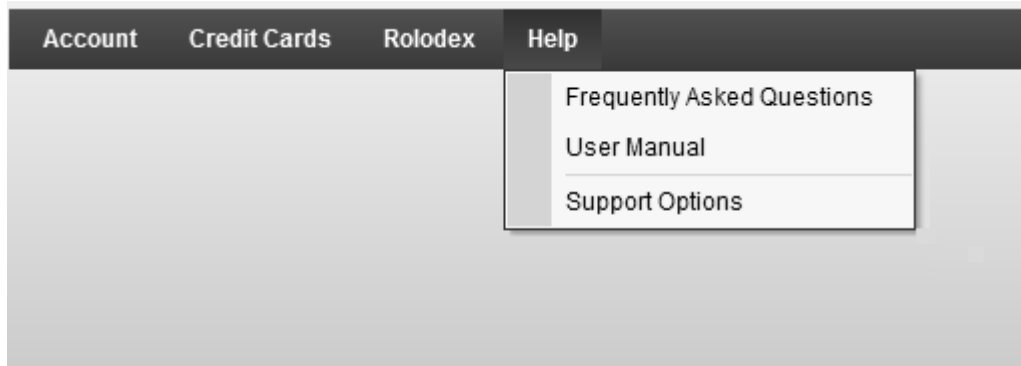 Account Credit Cards Rolodex Help
Frequently Asked Questions
User Manual
Support Options